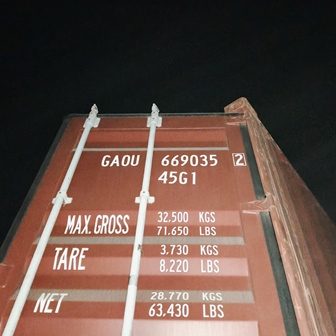 GAOU 669035 2
45G1
MAX.GROSS 32.500 KGS
71.650 LBS
TARE 3.730 KGS
8.220 LBS
NET 28.770 KGS
63.430 LBS